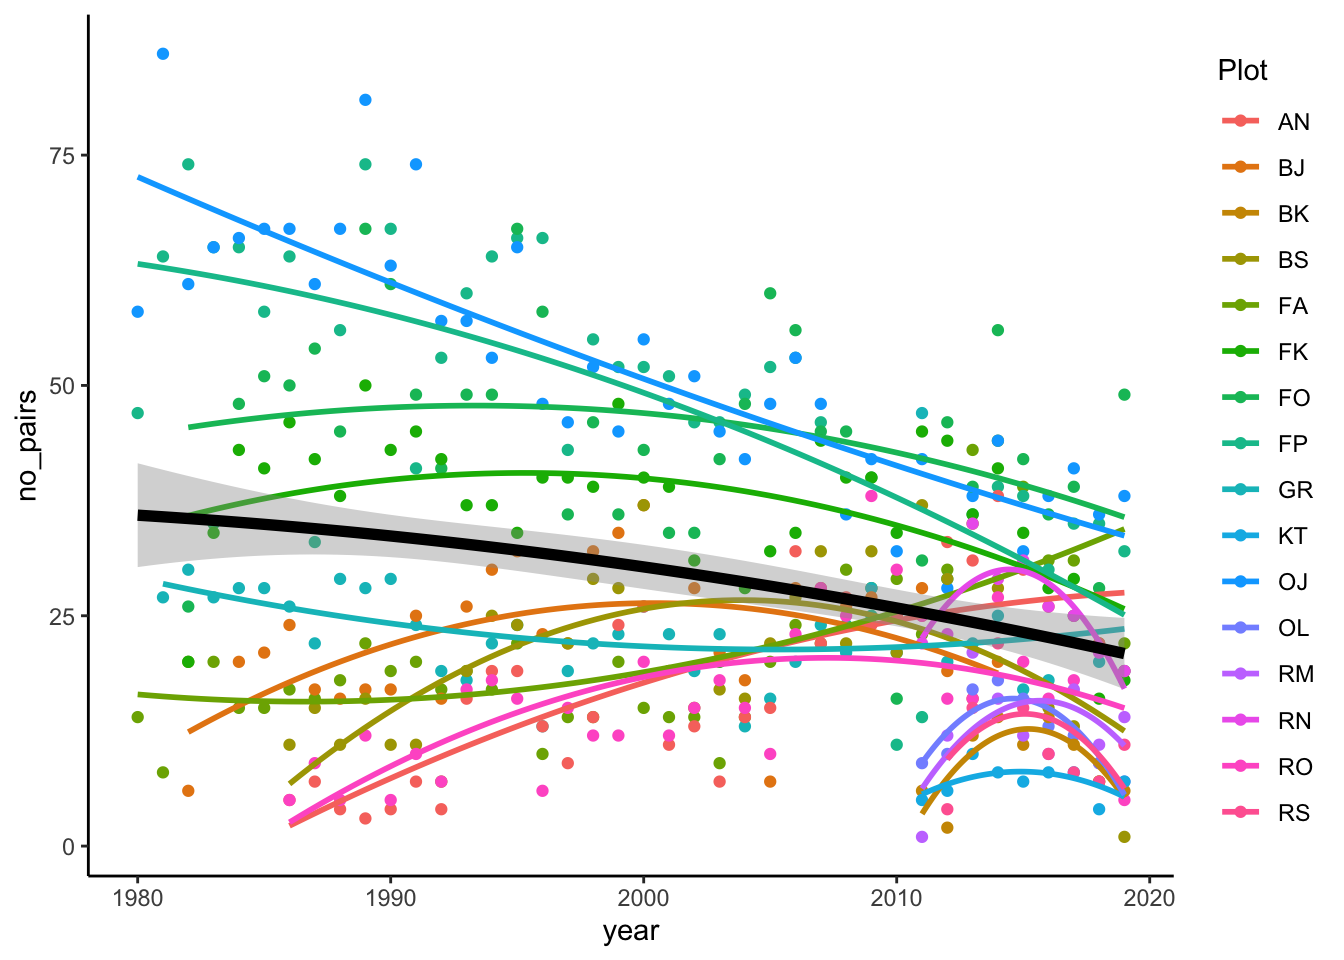 no_pairs
75
50
25
0
1980
1990
2000
2010
2020
year
Plot
AN
BJ
BK
BS
FA
FK
FO
FP
GR
KT
OJ
OL
RM
RN
RO
RS